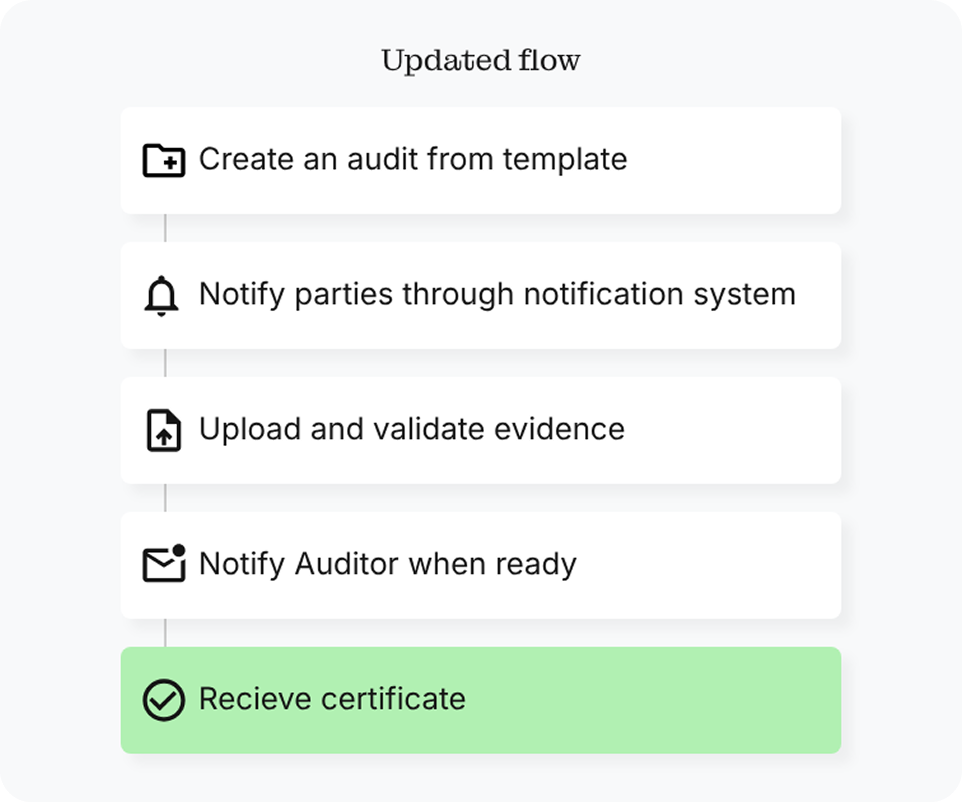 Updated flow
Create an audit from template
Notify parties through notification system
Upload and validate evidence
Notify Auditor when ready
Recieve certificate